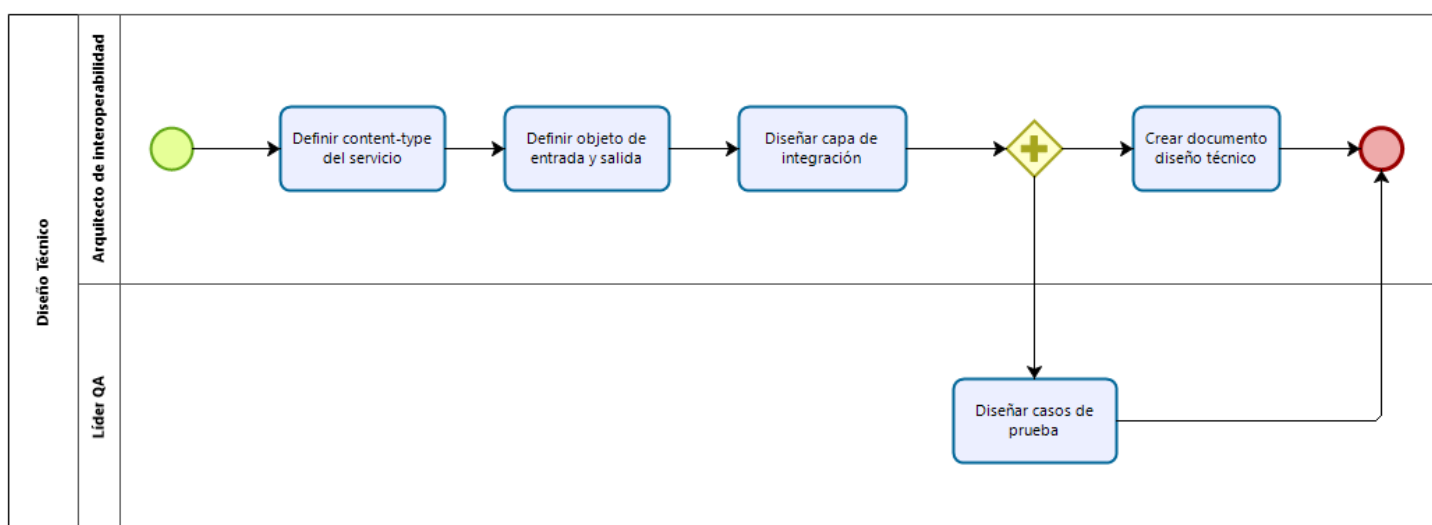 Diseño Técnico
Arquitecto de interoperabilidad
Definir content-type
del servicio
Definir objeto de
entrada y salida
Diseñar capa de
integración
Crear documento
diseño técnico
Líder QA
Diseñar casos de
prueba